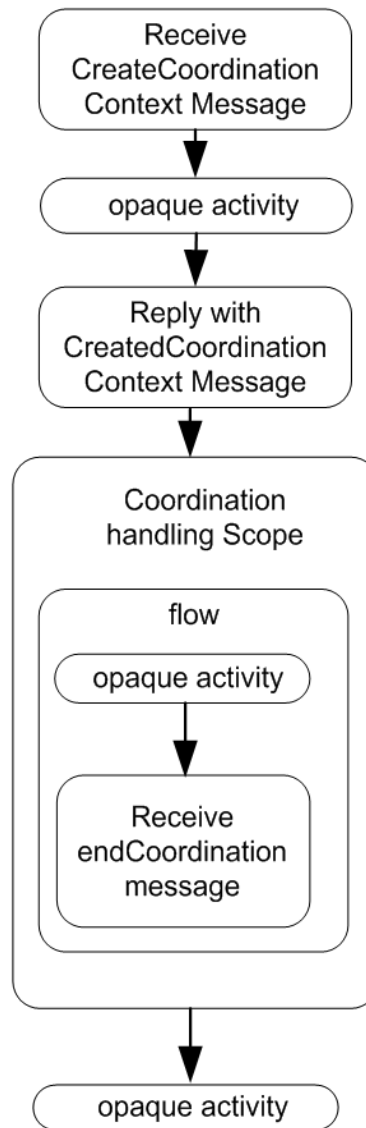 Receive
CreateCoordination
Context Message
opaque activity
Reply with
CreatedCoordination
Context Message
Coordination
handling Scope
flow
opaque activity
Receive
endCoordination
message
opaque activity